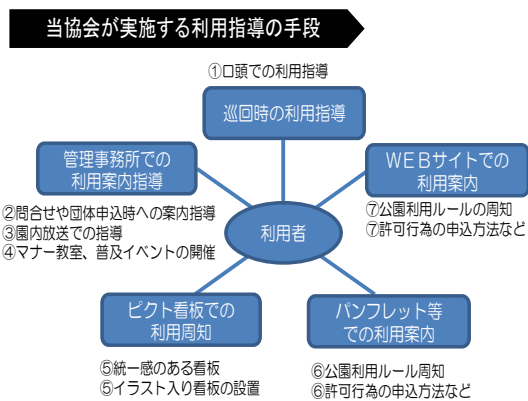 当協会が実施する利用指導の手段
①口頭での利用指導
巡回時の利用指導
管理事務所での
利用案内指導
WEBサイトでの
利用案内
②問合せや団体申込時への案内指導
③園内放送での指導
④マナー教室、普及イベントの開催
利用者
⑦公園利用ルールの周知
⑦許可行為の申込方法など
ピクト看板での
利用周知
パンフレット等
での利用案内
⑤統一感のある看板
⑤イラスト入り看板の設置
⑥公園利用ルール周知
⑥許可行為の申込方法など